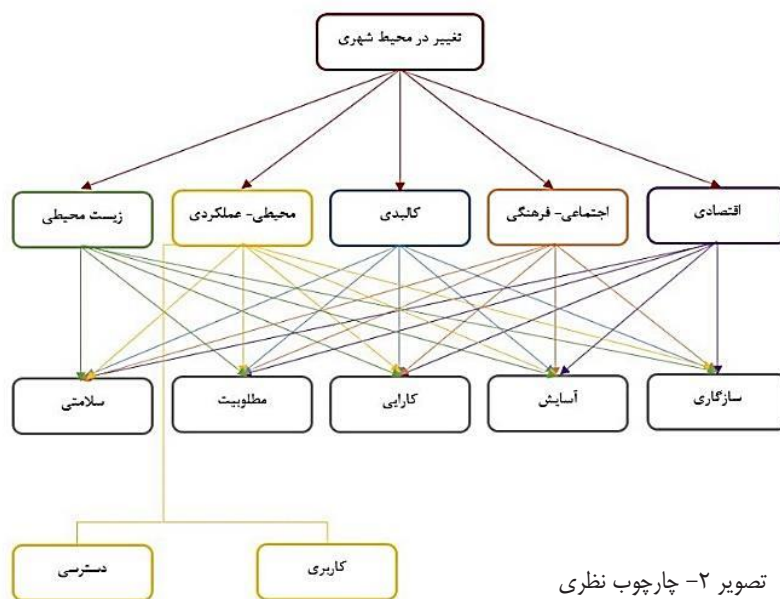 تغییر در محیط شهری
اقتصادی
اجتماعی- فرهنگی
کالبدی
محیطی- عملکردی
زیست محیطی
سازگاری
آسایش
کارایی
مطلوبیت
سلامتی
کاربری
دسترسی
تصویر ۲- چارچوب نظری